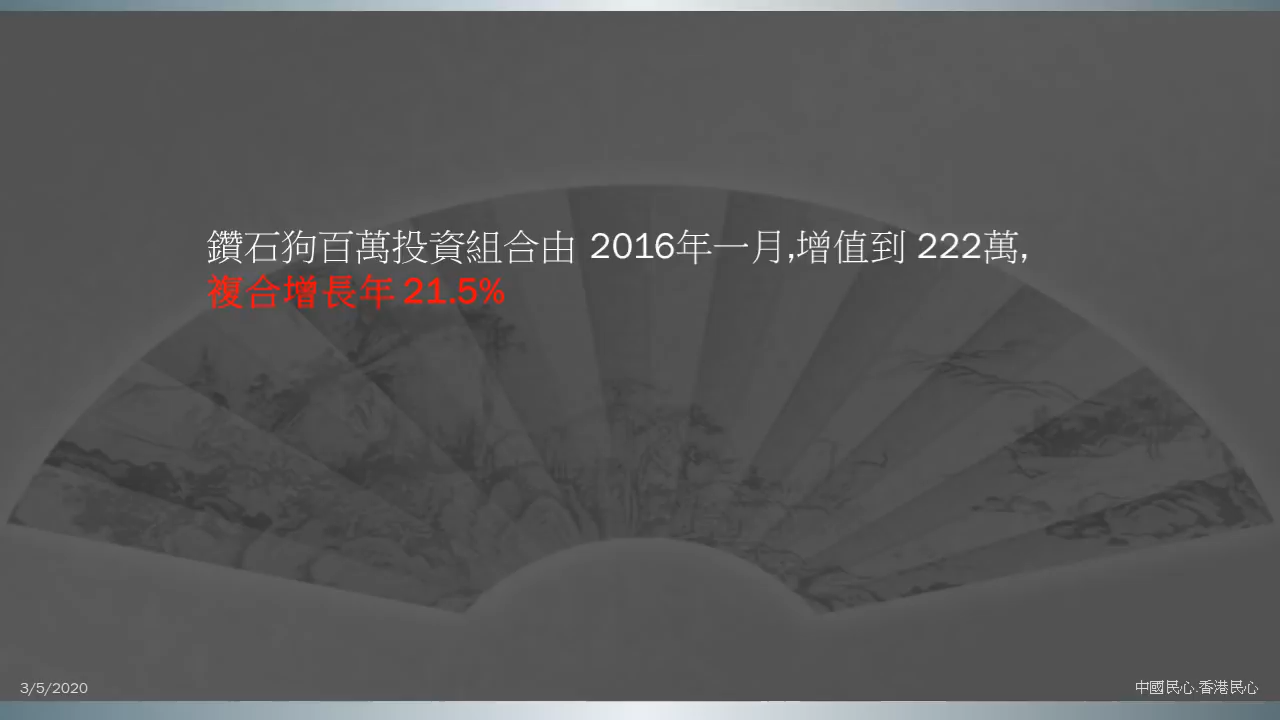 鑽石狗百萬投資組合由 2016年一月,增值到 222萬,
複合增長年 21.5%
3/5/2020
中國民心.香港民心